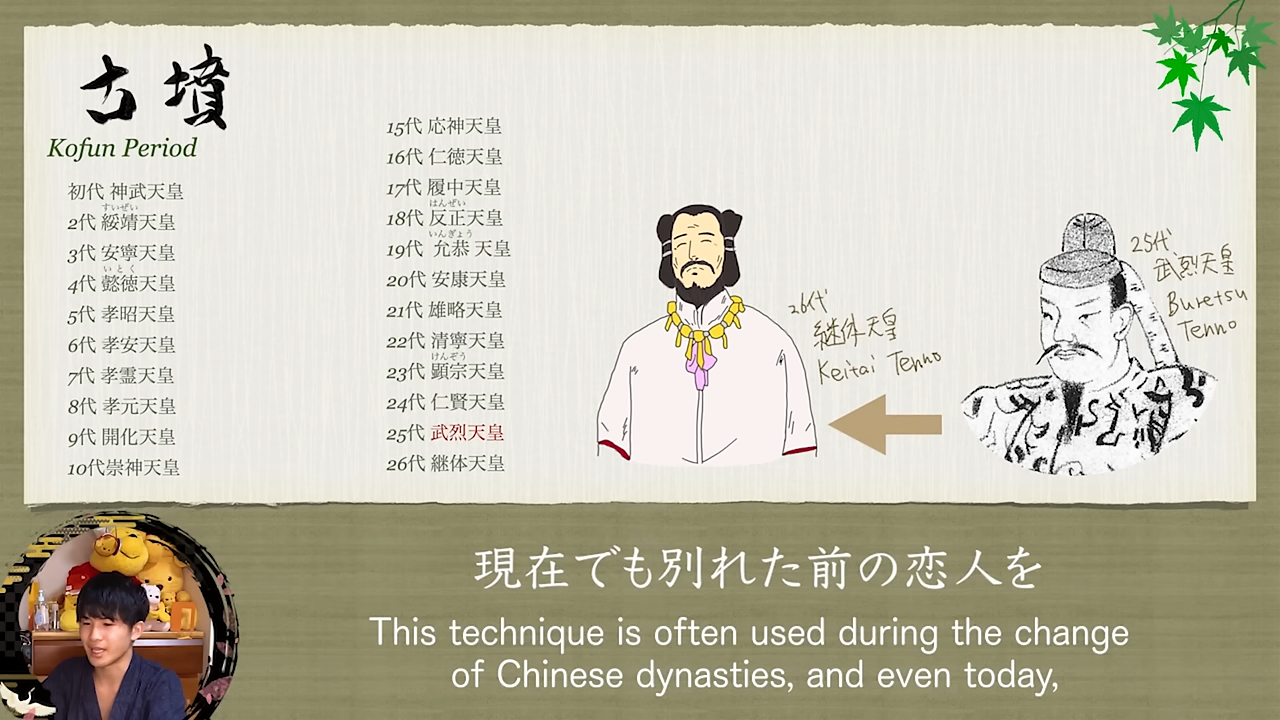 古墳
Kofun Period
初代 神武天皇
すいぜい
2代 綏靖天皇
3代 安寧天皇
いとく
4代 懿徳天皇
5代 孝昭天皇
6代 孝安天皇
7代 孝霊天皇
8代 孝元天皇
9代 開化天皇
10代崇神天皇
15代 応神天皇
16代 仁徳天皇
17代 履中天皇
はんぜい
18代 反正天皇
いんぎょう
19代 允恭 天皇
20代 安康天皇
21代 雄略天皇
22代 清寧天皇
けんぞう
23代 顕宗天皇
24代 仁賢天皇
25代 武烈天皇
26代 継体天皇
26代
継体天皇
Keitai Tenno
25代
武烈天皇
Buretsu
Tenno
現在でも別れた前の恋人を
This technique is often used during the change
of Chinese dynasties, and even today,